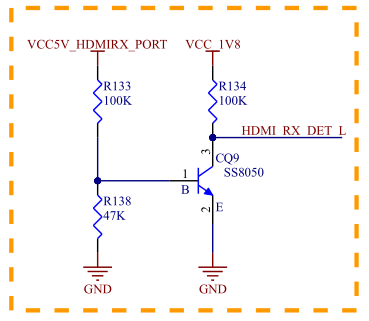 VCC5V_HDMIRX_PORT
VCC_1V8
R133
100K
R134
100K
HDMI_RX_DET_L
3
CQ9
SS8050
1
B
2
E
R138
47K
GND
GND